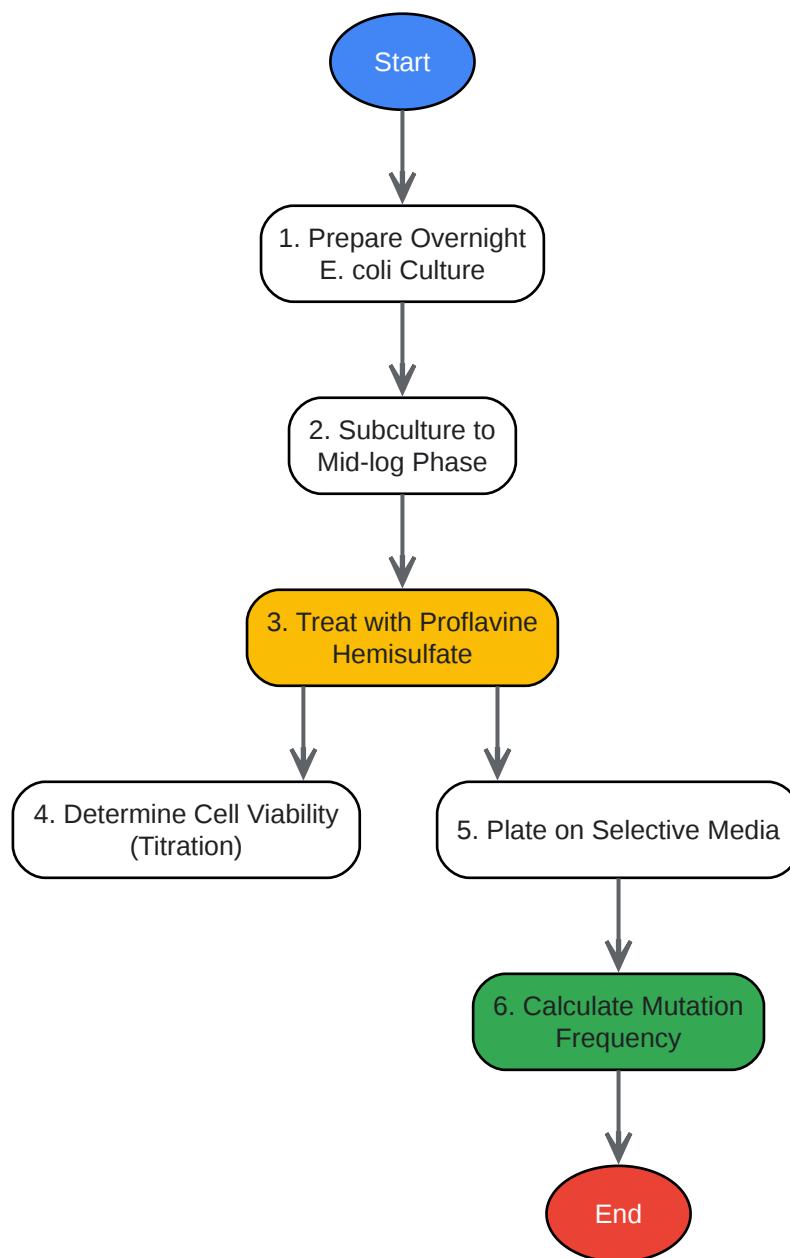 Start
1. Prepare Overnight
E. coli Culture
2. Subculture to
Mid-log Phase
3. Treat with Proflavine
Hemisulfate
4. Determine Cell Viability
(Titration)
5. Plate on Selective Media
6. Calculate Mutation
Frequency
End